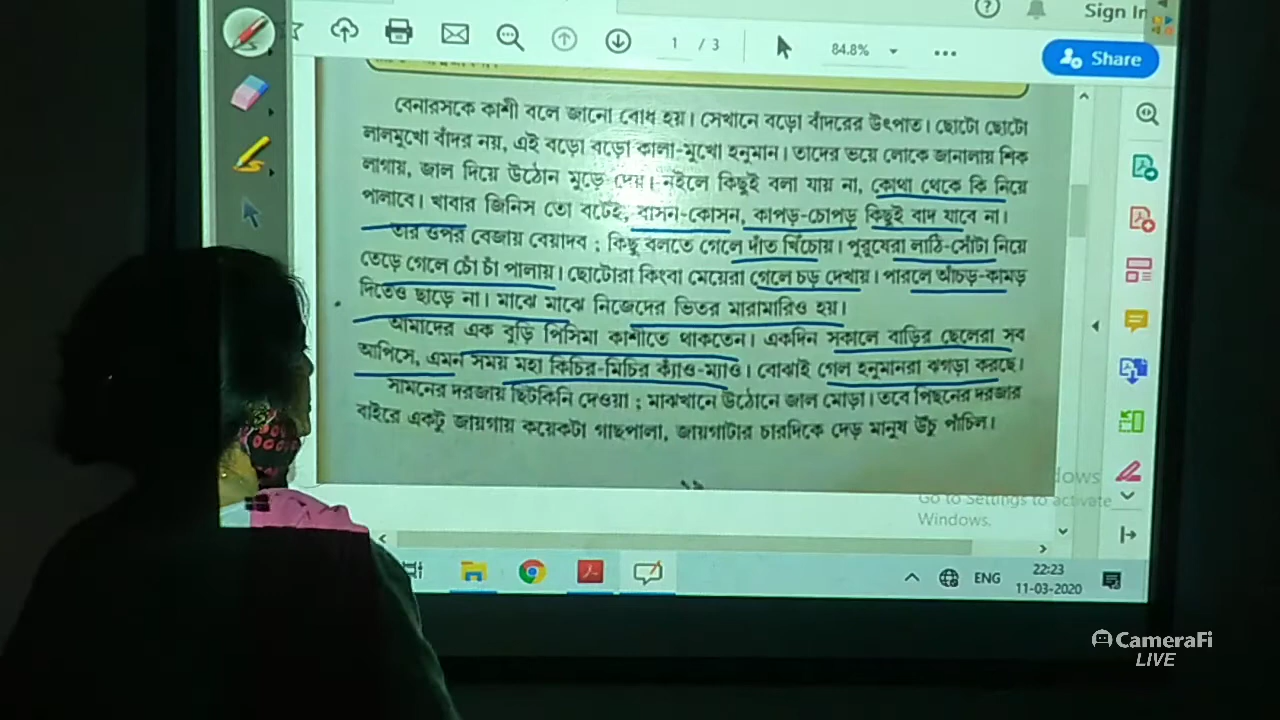 Sign In
1 / 3
84.8%
Share
বেনারসকে কাশী বলে জানো বোধ হয়। সেখানে বড়ো বাঁদরের উৎপাত। ছোটো ছোটো
লালমুখো বাঁদর নয়, এই বড়ো বড়ো কালা-মুখো হনুমান। তাদের ভয়ে লোকে জানালায় শিক
লাগায়, জাল দিয়ে উঠোন মুড়ে দেয়। নইলে কিছুই বলা যায় না, কোথা থেকে কি নিয়ে
পালাবে। খাবার জিনিস তো বটেই, বাসন-কোসন, কাপড়-চোপড় কিছুই বাদ যাবে না।
তার ওপর বেজায় বেয়াদব ; কিছু বলতে গেলে দাঁত খিঁচোয়। পুরুষেরা লাঠি-সোঁটা নিয়ে
তেড়ে গেলে চোঁ চাঁ পালায়। ছোটোরা কিংবা মেয়েরা গেলে চড় দেখায়। পারলে আঁচড়-কামড়
দিতেও ছাড়ে না। মাঝে মাঝে নিজেদের ভিতর মারামারিও হয়।
আমাদের এক বুড়ি পিসিমা কাশীতে থাকতেন। একদিন সকালে বাড়ির ছেলেরা সব
আপিসে, এমন সময় মহা কিচির-মিচির ক্যাঁও-ম্যাও। বোঝাই গেল হনুমানরা ঝগড়া করছে।
সামনের দরজায় ছিটকিনি দেওয়া ; মাঝখানে উঠোনে জাল মোড়া। তবে পিছনের দরজার
বাইরে একটু জায়গায় কয়েকটা গাছপালা, জায়গাটার চারদিকে দেড় মানুষ উঁচু পাঁচিল।
Go to Settings to activate
Windows.
ENG
22:23
11-03-2020
CameraFi
LIVE